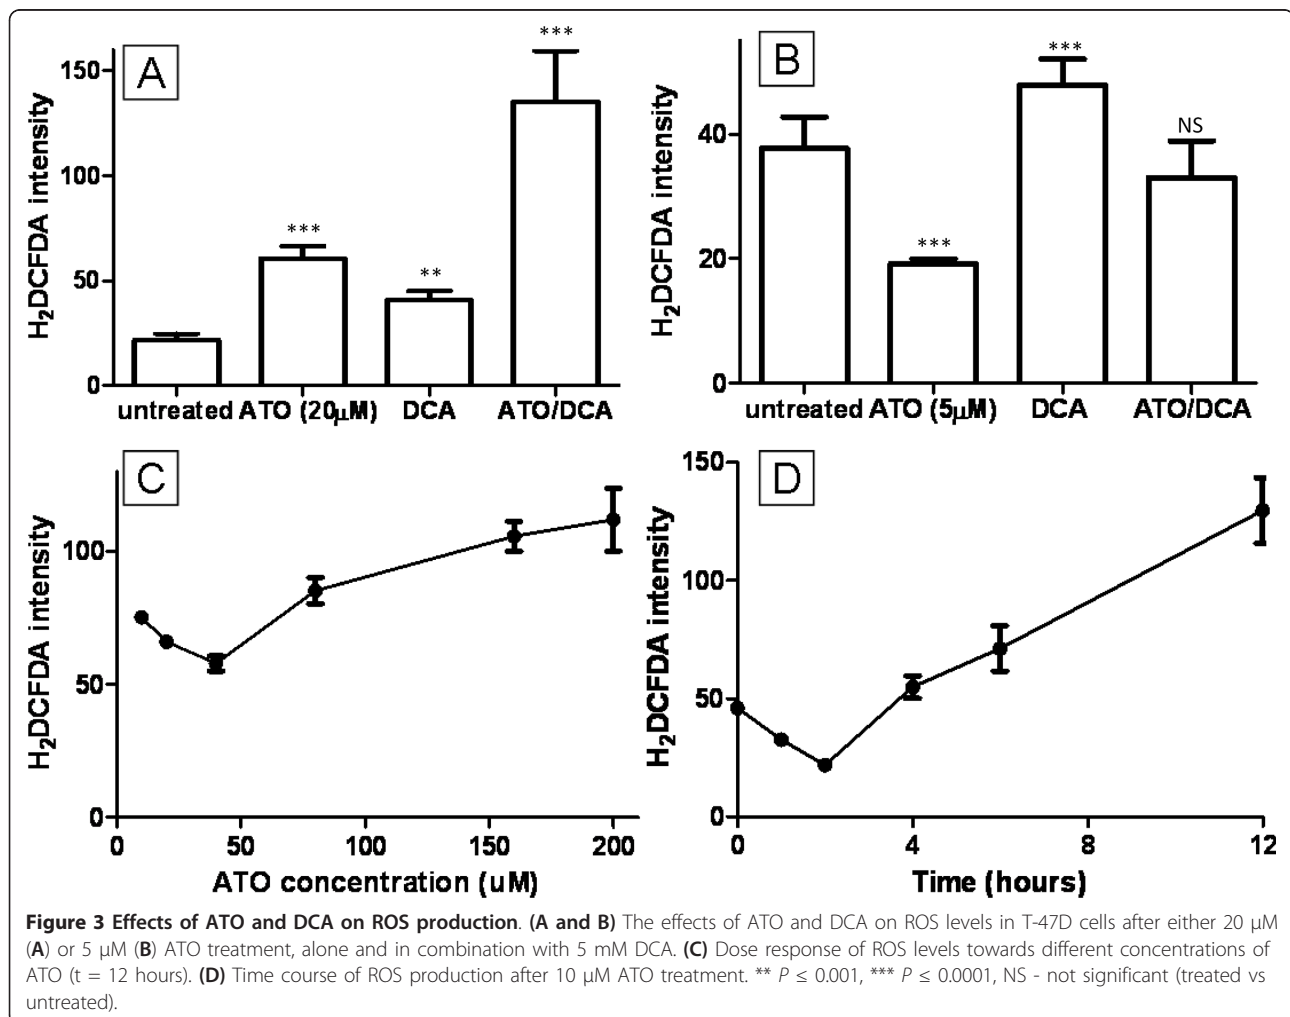 A
H₂DCFDA intensity
150
100
50
0
***
**
***
untreated ATO (20µM) DCA ATO/DCA
B
H₂DCFDA intensity
40
20
0
***
***
NS
untreated ATO (5µM) DCA ATO/DCA
C
H₂DCFDA intensity
100
50
0
0 50 100 150 200
ATO concentration (uM)
D
H₂DCFDA intensity
150
100
50
0
0 4 8 12
Time (hours)
Figure 3 Effects of ATO and DCA on ROS production. (A and B) The effects of ATO and DCA on ROS levels in T-47D cells after either 20 µM
(A) or 5 µM (B) ATO treatment, alone and in combination with 5 mM DCA. (C) Dose response of ROS levels towards different concentrations of
ATO (t = 12 hours). (D) Time course of ROS production after 10 µM ATO treatment. ** P ≤ 0.001, *** P ≤ 0.0001, NS - not significant (treated vs
untreated).